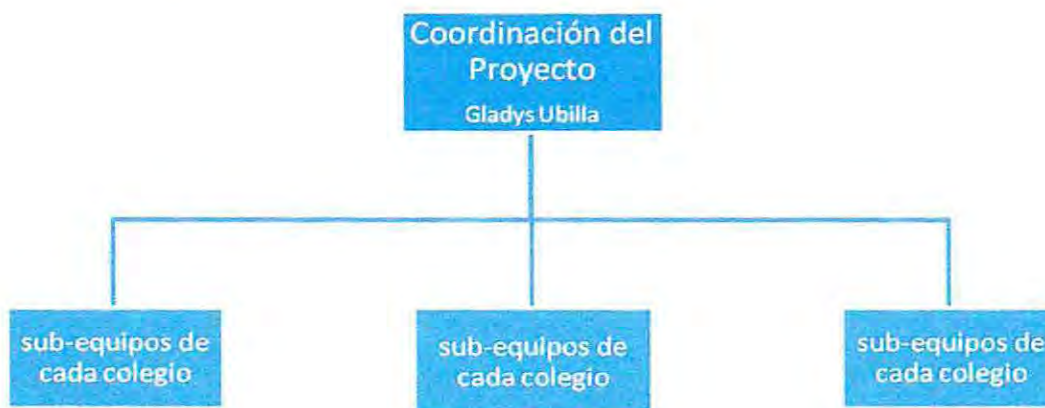 Coordinación del
Proyecto
Gladys Ubilla
sub-equipos de
cada colegio
sub-equipos de
cada colegio
sub-equipos de
cada colegio